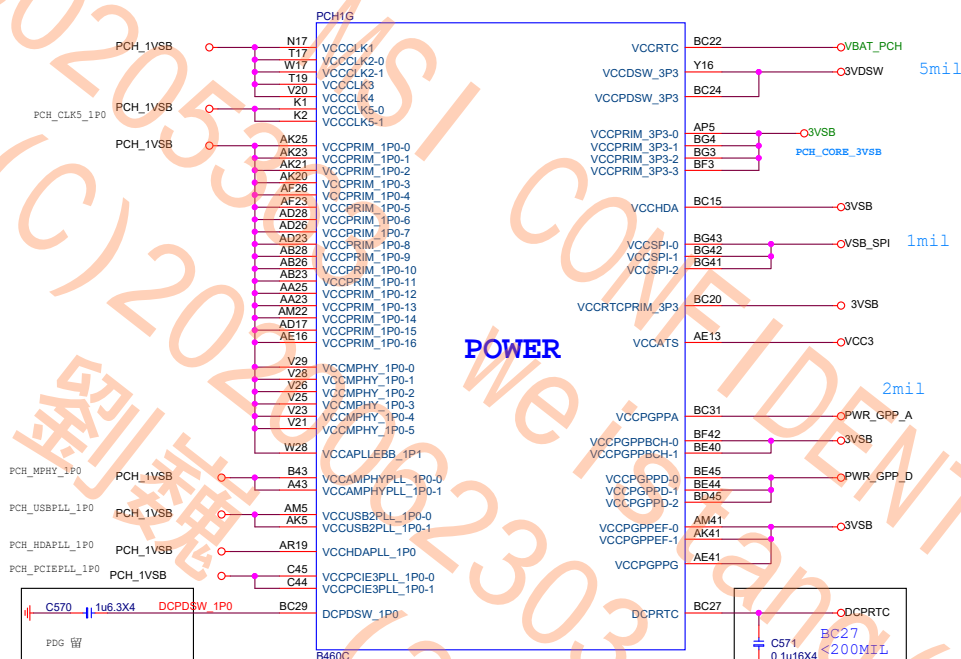 PCH1G
PCH_1VSB N17 VCCCLK1
T17 VCCCLK2-0
W17 VCCCLK2-1
T19 VCCCLK3
V20 VCCCLK4
PCH_CLK5_1P0 PCH_1VSB K1 VCCCLK5-0
K2 VCCCLK5-1
PCH_1VSB AK25 VCCPRIM_1P0-0
AK23 VCCPRIM_1P0-1
AK21 VCCPRIM_1P0-2
AK20 VCCPRIM_1P0-3
AF26 VCCPRIM_1P0-4
AF23 VCCPRIM_1P0-5
AD28 VCCPRIM_1P0-6
AD26 VCCPRIM_1P0-7
AD23 VCCPRIM_1P0-8
AB28 VCCPRIM_1P0-9
AB26 VCCPRIM_1P0-10
AB23 VCCPRIM_1P0-11
AA25 VCCPRIM_1P0-12
AA23 VCCPRIM_1P0-13
AM22 VCCPRIM_1P0-14
AD17 VCCPRIM_1P0-15
AE16 VCCPRIM_1P0-16
V29 VCCMPHY_1P0-0
V28 VCCMPHY_1P0-1
V26 VCCMPHY_1P0-2
V25 VCCMPHY_1P0-3
V23 VCCMPHY_1P0-4
V21 VCCMPHY_1P0-5
W28 VCCAPLLEBB_1P1
PCH_MPHY_1P0 PCH_1VSB B43 VCCAMPHYPLL_1P0-0
A43 VCCAMPHYPLL_1P0-1
PCH_USBPLL_1P0 PCH_1VSB AM5 VCCUSB2PLL_1P0-0
AK5 VCCUSB2PLL_1P0-1
PCH_HDAPLL_1P0 PCH_1VSB AR19 VCCHDAPLL_1P0
PCH_PCIEPLL_1P0 PCH_1VSB C45 VCCPCIE3PLL_1P0-0
C44 VCCPCIE3PLL_1P0-1
C570 1u6.3X4 DCPDSW_1P0 BC29 DCPDSW_1P0
PDG 留
POWER
VCCRTC BC22 VBAT_PCH
VCCDSW_3P3 Y16 3VDSW 5mil
VCCPDSW_3P3 BC24
VCCPRIM_3P3-0 AP5 3VSB
VCCPRIM_3P3-1 BG4
VCCPRIM_3P3-2 BG3 PCH_CORE_3VSB
VCCPRIM_3P3-3 BF3
VCCHDA BC15 3VSB
VCCSPI-0 BG43 VSB_SPI 1mil
VCCSPI-1 BG42
VCCSPI-2 BG41
VCCRTCPRIM_3P3 BC20 3VSB
VCCATS AE13 VCC3
2mil
VCCPGPPA BC31 PWR_GPP_A
VCCPGPPBCH-0 BF42 3VSB
VCCPGPPBCH-1 BE40
VCCPGPPD-0 BE45 PWR_GPP_D
VCCPGPPD-1 BE44
VCCPGPPD-2 BD45
VCCPGPPEF-0 AM41 3VSB
VCCPGPPEF-1 AK41
VCCPGPPG AE41
DCPRTC BC27 DCPRTC
C571
0.1u16X4
BC27
<200MIL
B460C
MSI CONFIDENT
劉巍
weistang(